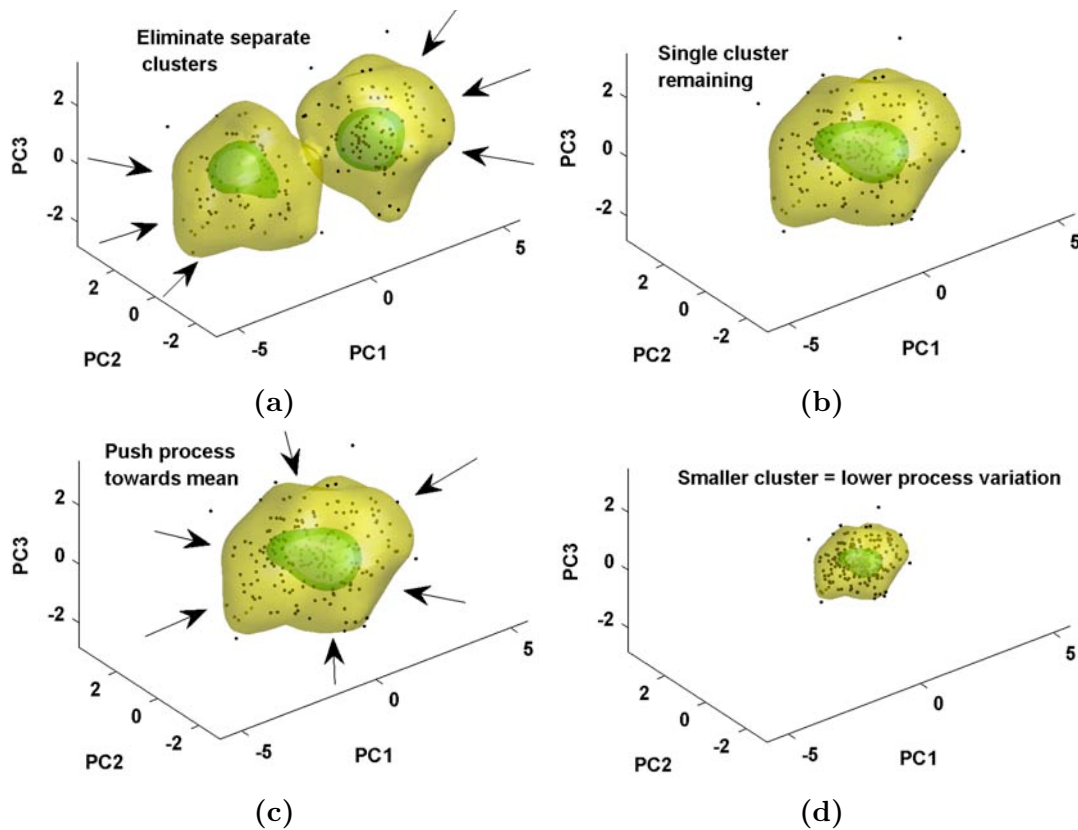 Eliminate separate
clusters
PC3
2
0
-2
2
0
-2
PC2
-5
0
5
PC1
(a)
Single cluster
remaining
PC3
2
0
-2
2
0
-2
PC2
-5
0
5
PC1
(b)
Push process
towards mean
PC3
2
0
-2
2
0
-2
PC2
-5
0
5
PC1
(c)
Smaller cluster = lower process variation
PC3
2
0
-2
2
0
-2
PC2
-5
0
5
PC1
(d)